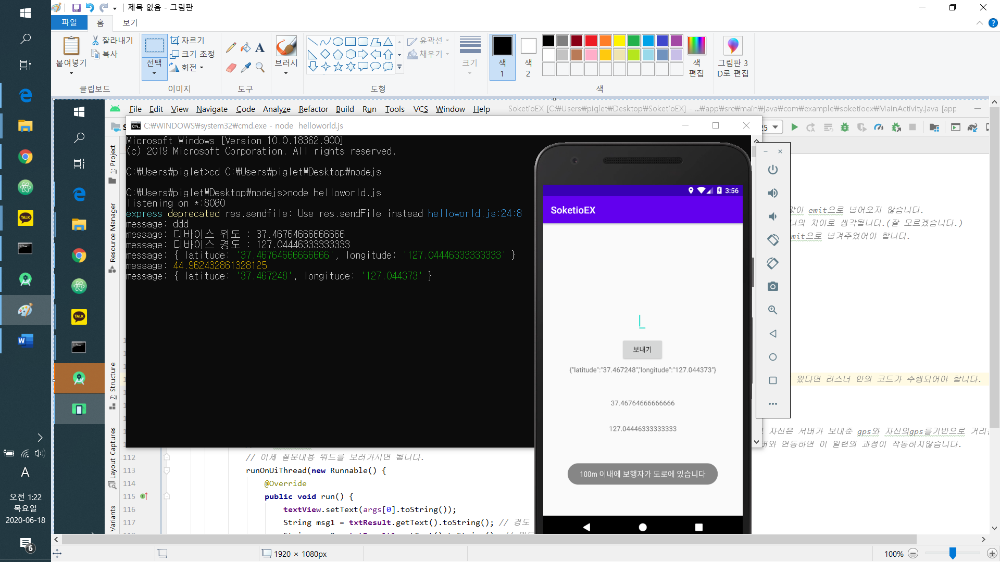 제목 없음 - 그림판
파일 홈 보기
붙여넣기
잘라내기
복사
클립보드
선택
자르기
크기 조정
회전
이미지
도구
브러시
도형
윤곽선
채우기
크기
색 1
색 2
색
색 편집
그림판 3D로 편집
File Edit View Navigate Code Analyze Refactor Build Run Tools VCS Window Help
SoketioEX [C:₩Users₩piglet₩Desktop₩SoketioEX] - ...₩app₩src₩main₩java₩com₩example₩soketioex₩MainActivity.java [app
C:₩WINDOWS₩system32₩cmd.exe - node helloworld.js
Microsoft Windows [Version 10.0.18362.900]
(c) 2019 Microsoft Corporation. All rights reserved.
C:₩Users₩piglet>cd C:₩Users₩piglet₩Desktop₩nodejs
C:₩Users₩piglet₩Desktop₩nodejs>node helloworld.js
listening on *:8080
express deprecated res.sendfile: Use res.sendFile instead helloworld.js:24:8
message: ddd
message: 디바이스 위도 : 37.46764666666666
message: 디바이스 경도 : 127.04446333333333
message: { latitude: '37.46764666666666', longitude: '127.04446333333333' }
message: 44.962432861328125
message: { latitude: '37.467248', longitude: '127.044373' }
1: Project
Resource Manager
7: Structure
Layout Captures
Variants
3:56
SoketioEX
보내기
{"latitude":"37.467248","longitude":"127.044373"}
37.46764666666666
127.04446333333333
100m 이내에 보행자가 도로에 있습니다
값이 emit으로 넘어오지 않습니다.
냐의 차이로 생각됩니다.(잘 모르겠습니다.)
mit으로 넘겨주었어야 합니다.
왔다면 리스너 안의 코드가 수행되어야 합니다.
자신은 서버가 보내준 gps와 자신의gps를기반으로 거리
버와 연동하면 이 일련의 과정이 작동하지않습니다.
112 // 이제 질문내용 워드를 보러가시면 됩니다.
113 runOnUiThread(new Runnable() {
114 @Override
115 public void run() {
116 textView.setText(args[0].toString());
117 String msg1 = txtResult.getText().toString(); // 경도
TALK
TALK
A
오전 1:22
목요일
2020-06-18
6
1920 × 1080px
100%